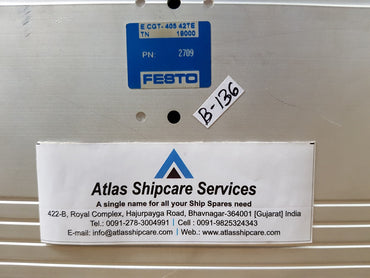 E.CGT-405 42TE
TN 18000
PN: 2709
FESTO
B-136
Atlas Shipcare Services
A single name for all your Ship Spares need
422-B, Royal Complex, Hajurpayga Road, Bhavnagar-364001 [Gujarat] India
Tel.: 0091-278-3004991 | Cell : 0091-9825324343
E-mail: info@atlasshipcare.com | Web.: www.atlasshipcare.com